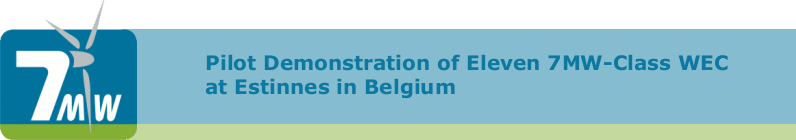 7MW
Pilot Demonstration of Eleven 7MW-Class WEC
at Estinnes in Belgium